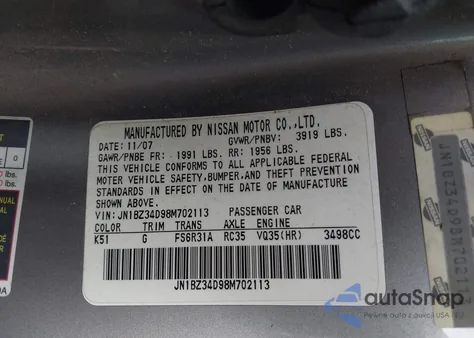 MANUFACTURED BY NISSAN MOTOR CO.,LTD.
DATE: 11/07 GVWR/PNBV: 3919 LBS.
GAWR/PNBE FR: 1991 LBS. RR: 1956 LBS.
THIS VEHICLE CONFORMS TO ALL APPLICABLE FEDERAL
MOTOR VEHICLE SAFETY,BUMPER,AND THEFT PREVENTION
STANDARDS IN EFFECT ON THE DATE OF MANUFACTURE
SHOWN ABOVE.
VIN: JN1BZ34D98M702113 PASSENGER CAR
COLOR TRIM TRANS AXLE ENGINE
K51 G FS6R31A RC35 VQ35(HR) 3498CC
JN1BZ34D98M702113
JN1BZ34D98M702113
0
autoSnap